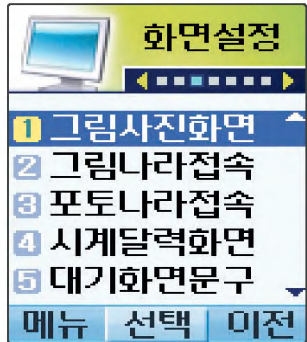 화면설정
1 그림사진화면
2 그림나라접속
3 포토나라접속
4 시계달력화면
5 대기화면문구
메뉴 선택 이전